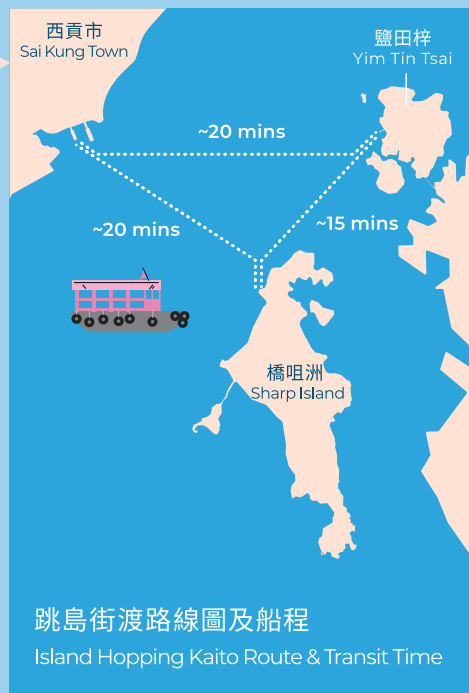 西貢市
Sai Kung Town
鹽田梓
Yim Tin Tsai
~20 mins
~20 mins
~15 mins
橋咀洲
Sharp Island
跳島街渡路線圖及船程
Island Hopping Kaito Route & Transit Time